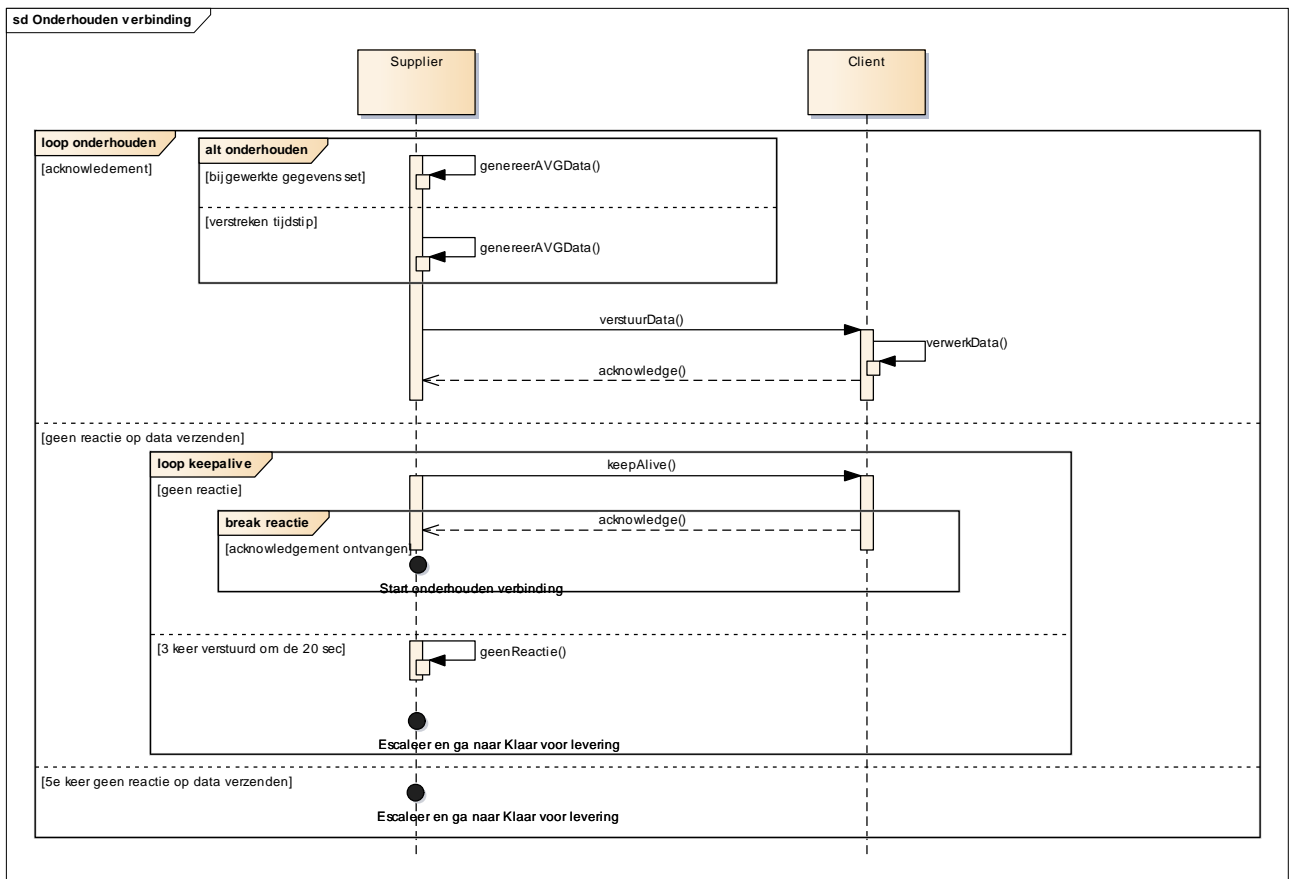 sd Onderhouden verbinding
Supplier
Client
loop onderhouden
[acknowledement]
alt onderhouden
[bijgewerkte gegevens set]
genereerAVGData()
[verstreken tijdstip]
genereerAVGData()
verstuurData()
verwerkData()
acknowledge()
[geen reactie op data verzenden]
loop keepalive
[geen reactie]
keepAlive()
break reactie
[acknowledgement ontvangen]
acknowledge()
Start onderhouden verbinding
[3 keer verstuurd om de 20 sec]
geenReactie()
Escaleer en ga naar Klaar voor levering
[5e keer geen reactie op data verzenden]
Escaleer en ga naar Klaar voor levering